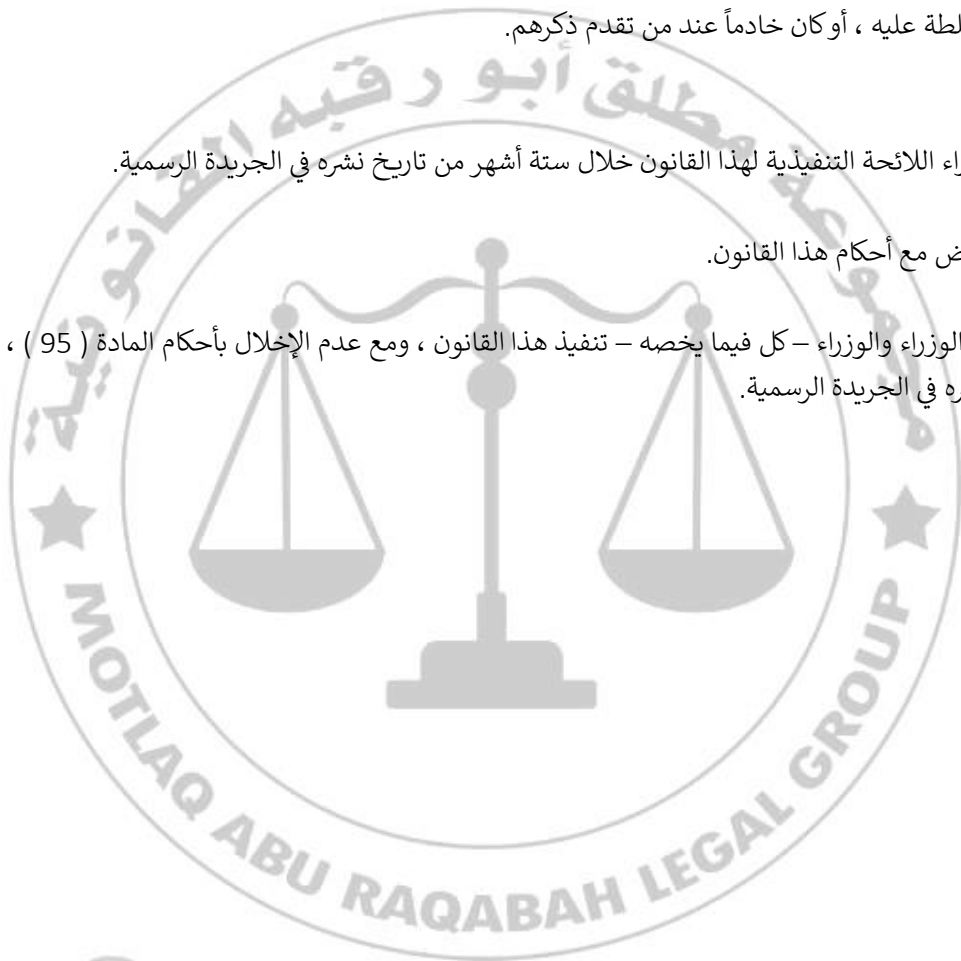 لطة عليه ، أو كان خادماً عند من تقدم ذكرهم.
مجموعة مطلق أبو رقبه القانونية
راء اللائحة التنفيذية لهذا القانون خلال ستة أشهر من تاريخ نشره في الجريدة الرسمية.
ض مع أحكام هذا القانون.
الوزراء والوزراء – كل فيما يخصه – تنفيذ هذا القانون ، ومع عدم الإخلال بأحكام المادة ( 95 ) ،
ره في الجريدة الرسمية.
MOTLAQ ABU RAQABAH LEGAL GROUP